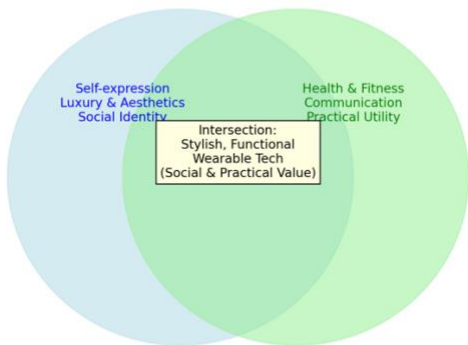 Self-expression
Luxury & Aesthetics
Social Identity
Health & Fitness
Communication
Practical Utility
Intersection:
Stylish, Functional
Wearable Tech
(Social & Practical Value)